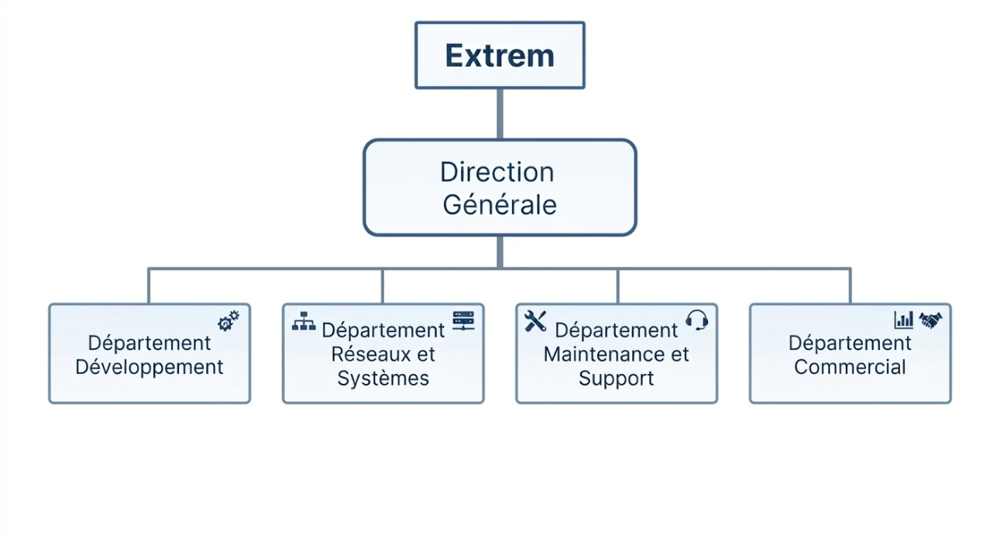 Extrem
Direction
Générale
Département
Développement
Département
Réseaux et
Systèmes
Département
Maintenance et
Support
Département
Commercial